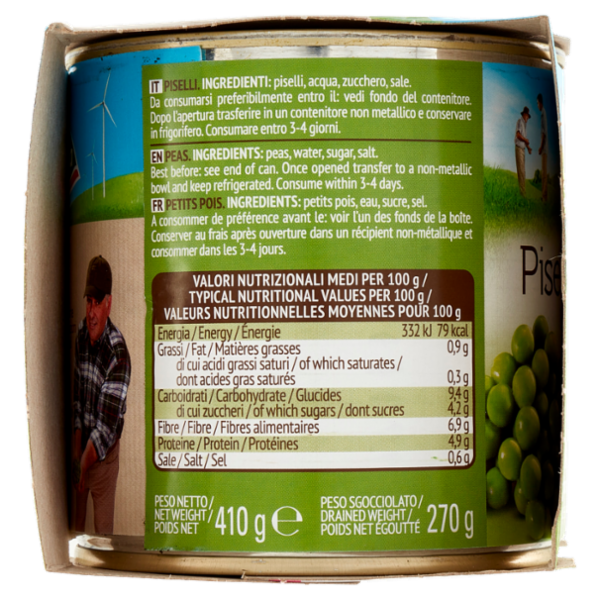 IT PISELLI. INGREDIENTI: piselli, acqua, zucchero, sale.
Da consumarsi preferibilmente entro il: vedi fondo del contenitore.
Dopo l'apertura trasferire in un contenitore non metallico e conservare
in frigorifero. Consumare entro 3-4 giorni.
EN PEAS. INGREDIENTS: peas, water, sugar, salt.
Best before: see end of can. Once opened transfer to a non-metallic
bowl and keep refrigerated. Consume within 3-4 days.
FR PETITS POIS. INGREDIENTS: petits pois, eau, sucre, sel.
A consommer de préférence avant le: voir l'un des fonds de la boîte.
Conserver au frais après ouverture dans un récipient non-métallique et
consommer dans les 3-4 jours.
VALORI NUTRIZIONALI MEDI PER 100 g /
TYPICAL NUTRITIONAL VALUES PER 100 g /
VALEURS NUTRITIONNELLES MOYENNES POUR 100 g
Energia / Energy / Énergie 332 kJ 79 kcal
Grassi / Fat / Matières grasses 0,9 g
di cui acidi grassi saturi / of which saturates /
dont acides gras saturés 0,3 g
Carboidrati / Carbohydrate / Glucides 9,4 g
di cui zuccheri / of which sugars / dont sucres 4,2 g
Fibre / Fibre / Fibres alimentaires 6,9 g
Proteine / Protein / Protéines 4,9 g
Sale / Salt / Sel 0,6 g
PESO NETTO /
NET WEIGHT /
POIDS NET 410 g e
PESO SGOCCIOLATO /
DRAINED WEIGHT /
POIDS NET ÉGOUTTÉ 270 g
Pise